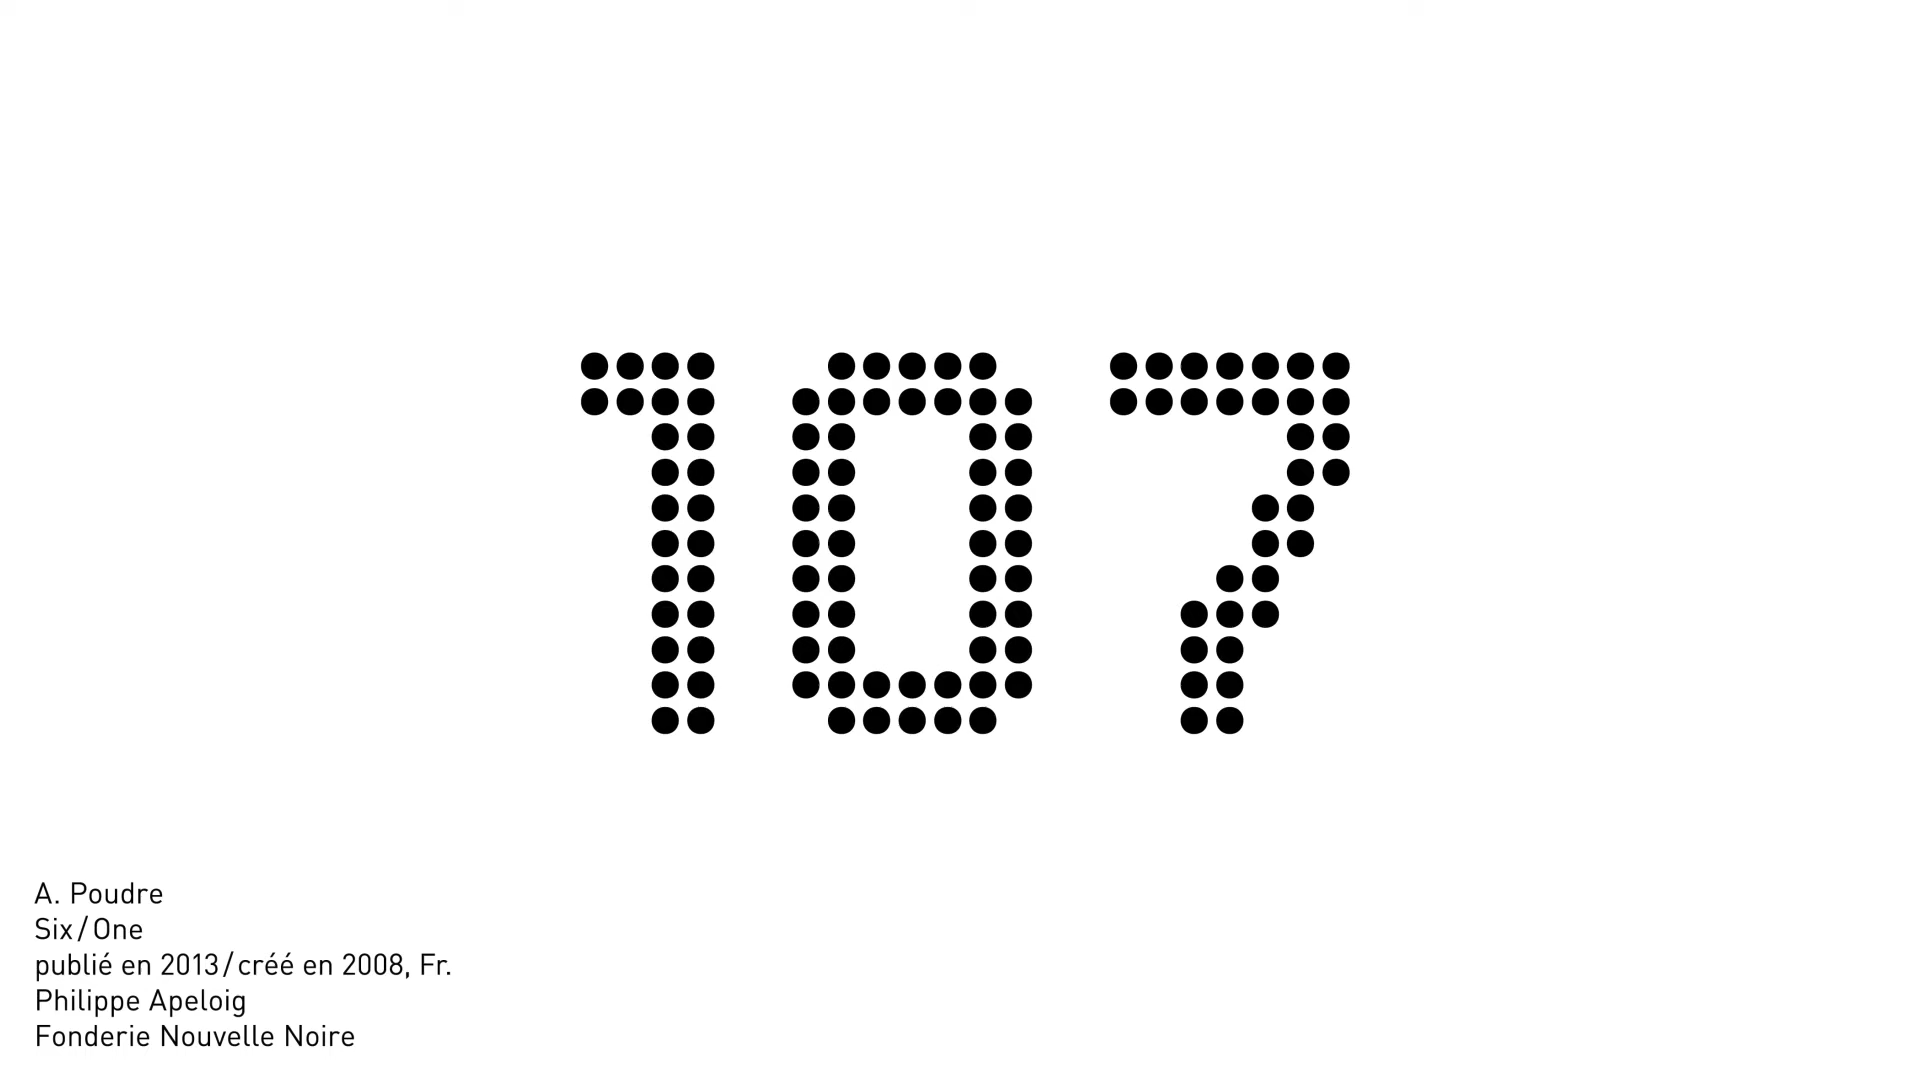 107
A. Poudre
Six/One
publié en 2013/créé en 2008, Fr.
Philippe Apeloig
Fonderie Nouvelle Noire